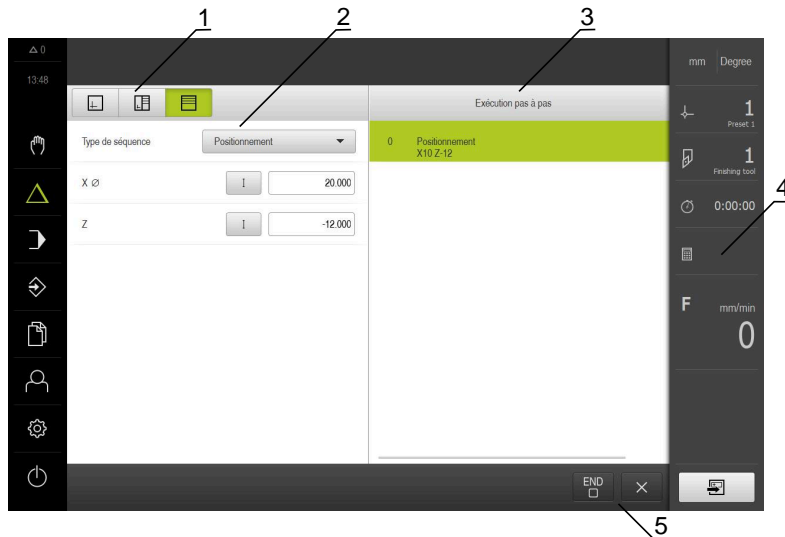 1
2
3
△ 0
13:48
mm Degree
Exécution pas à pas
1
Preset 1
Type de séquence Positionnement
0 Positionnement
X10 Z-12
1
Finishing tool
X ∅ I 20.000
4
0:00:00
Z I -12.000
F mm/min
0
END
5